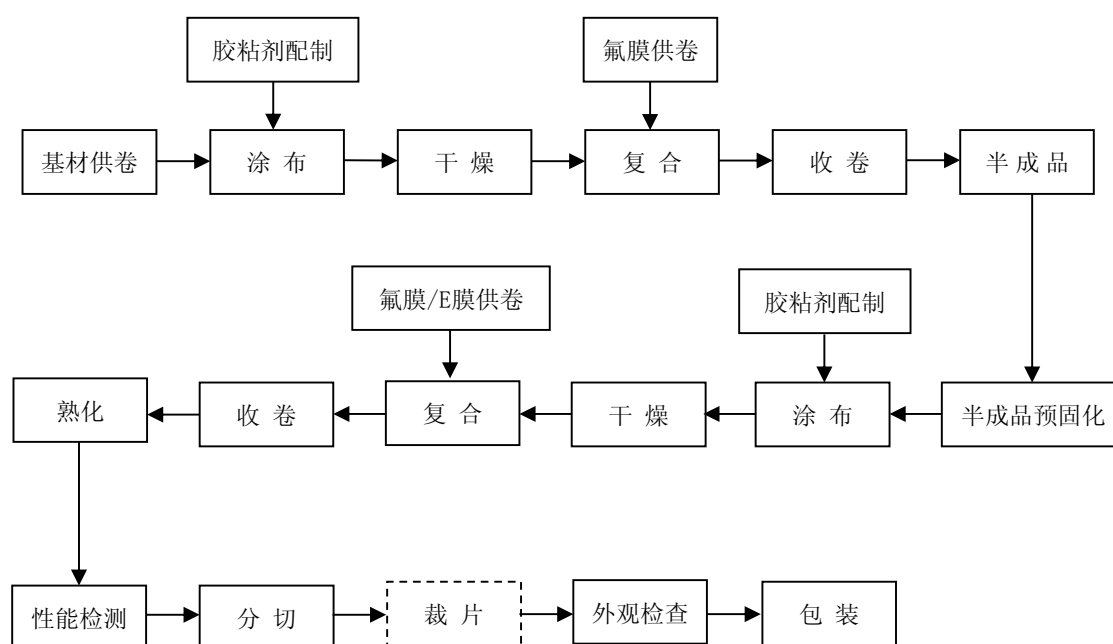 胶粘剂配制
氟膜供卷
基材供卷
涂 布
干 燥
复 合
收 卷
半 成 品
氟膜/E膜供卷
胶粘剂配制
熟化
收 卷
复 合
干 燥
涂 布
半成品预固化
性能检测
分 切
裁 片
外观检查
包 装